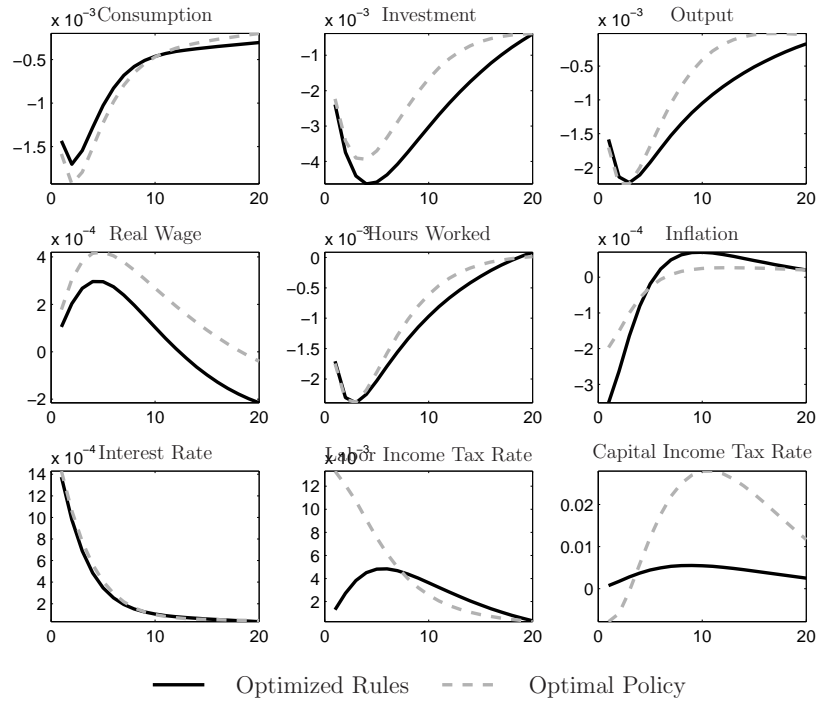 Consumption Investment Output
x 10⁻³ x 10⁻³ x 10⁻³
−0.5 −1 −1.5
0 10 20
−1 −2 −3 −4
0 10 20
−0.5 −1 −1.5 −2
0 10 20
Real Wage Hours Worked Inflation
x 10⁻⁴ x 10⁻³ x 10⁻⁴
4 2 0 −2
0 10 20
0 −0.5 −1 −1.5 −2
0 10 20
0 −1 −2 −3
0 10 20
Interest Rate Labor Income Tax Rate Capital Income Tax Rate
x 10⁻⁴ x 10⁻³
14 12 10 8 6 4 2
0 10 20
12 10 8 6 4 2
0 10 20
0.02 0.01 0
0 10 20
Optimized Rules Optimal Policy